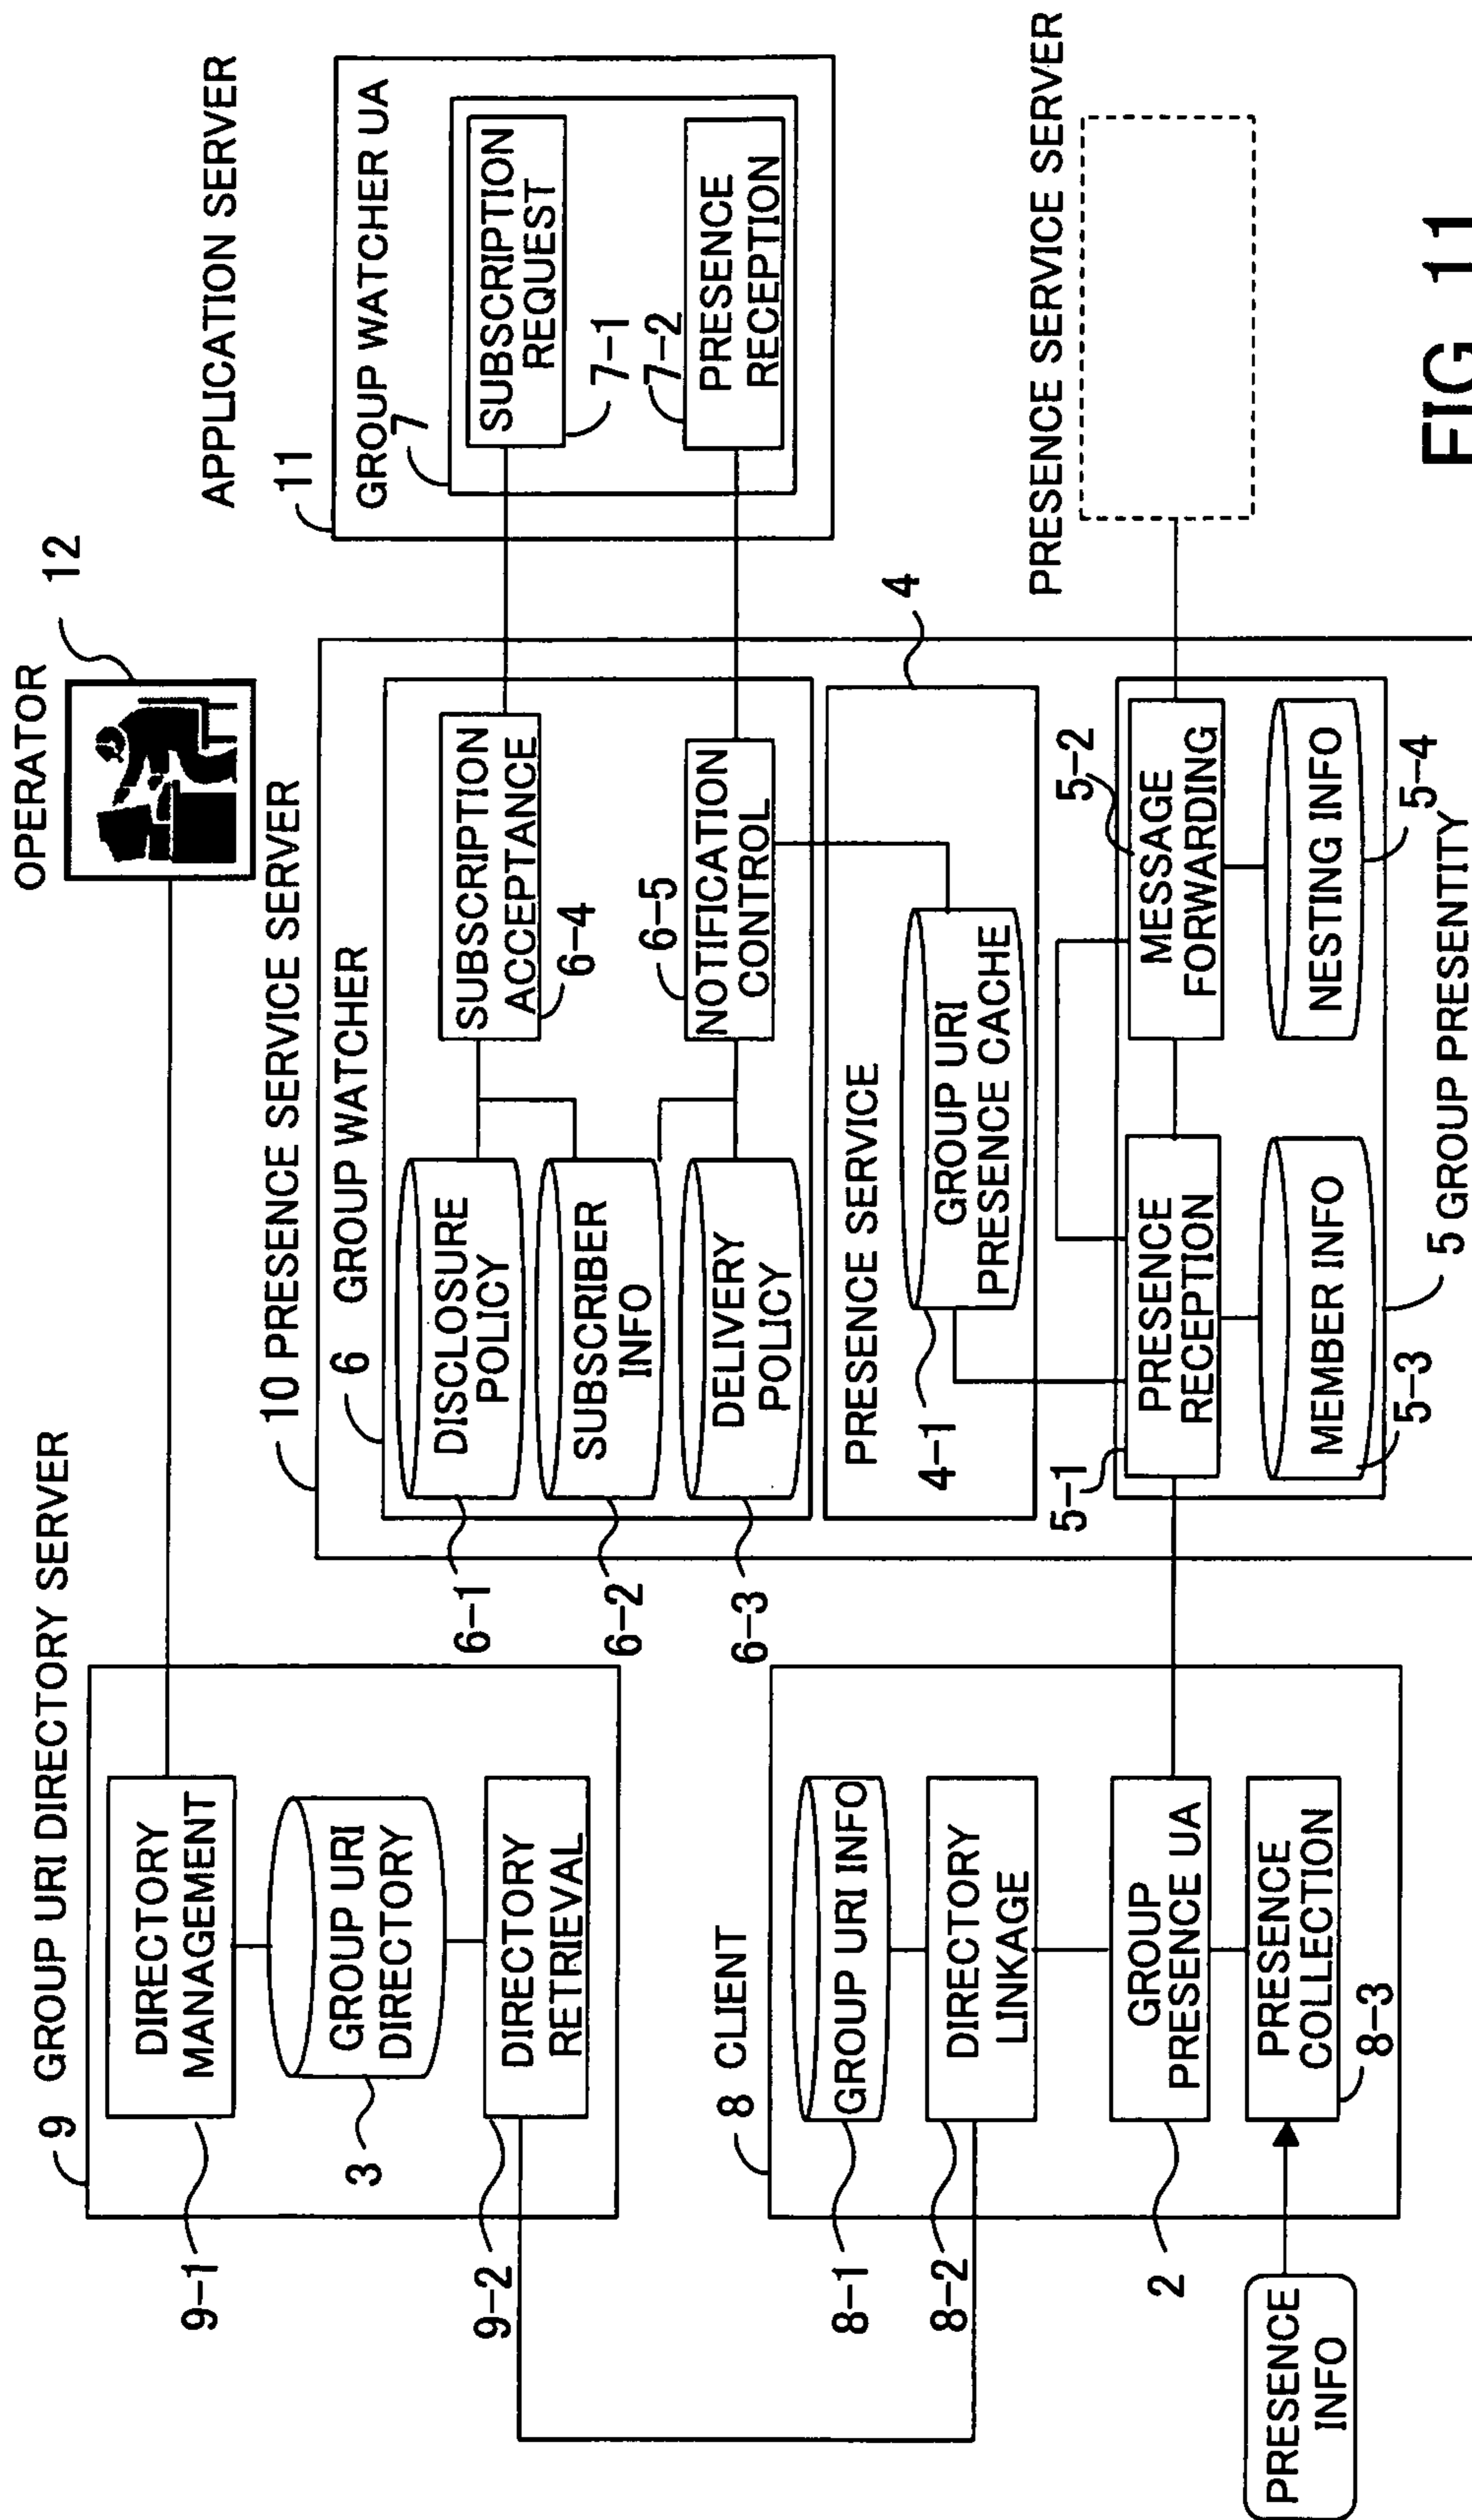 OPERATOR
12
9
GROUP URI DIRECTORY SERVER
9-1
DIRECTORY
MANAGEMENT
3
GROUP URI
DIRECTORY
9-2
DIRECTORY
RETRIEVAL
8 CLIENT
8-1
GROUP URI INFO
8-2
DIRECTORY
LINKAGE
2
GROUP
PRESENCE UA
PRESENCE
COLLECTION
8-3
PRESENCE
INFO
10 PRESENCE SERVICE SERVER
6
GROUP WATCHER
6-1
DISCLOSURE
POLICY
6-2
SUBSCRIBER
INFO
6-3
DELIVERY
POLICY
SUBSCRIPTION
ACCEPTANCE
6-4
6-5
NOTIFICATION
CONTROL
4
PRESENCE SERVICE
4-1
GROUP URI
PRESENCE CACHE
5-1
PRESENCE
RECEPTION
5-2
MESSAGE
FORWARDING
MEMBER INFO
5-3
NESTING INFO
5-4
5 GROUP PRESENTITY
APPLICATION SERVER
11
GROUP WATCHER UA
7
SUBSCRIPTION
REQUEST
7-1
7-2
PRESENCE
RECEPTION
PRESENCE SERVICE SERVER
FIG. 11